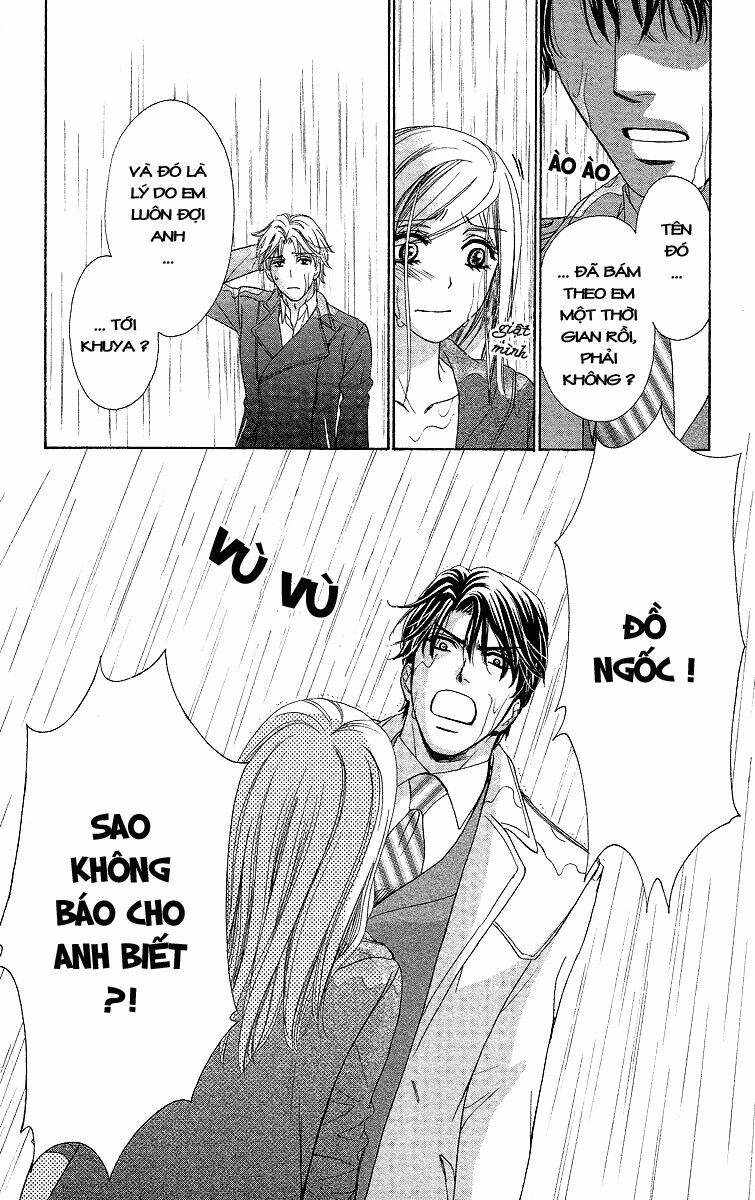 ÀO ÀO
TÊN
ĐÓ
...
... ĐÃ BÁM
THEO EM
MỘT THỜI
GIAN RỒI,
PHẢI
KHÔNG ?
giật
mình
VÀ ĐÓ LÀ
LÝ DO EM
LUÔN ĐỢI
ANH
...
... TỚI
KHUYA ?
ĐỒ
NGỐC !
VÙ VÙ
SAO
KHÔNG
BÁO CHO
ANH BIẾT
?!